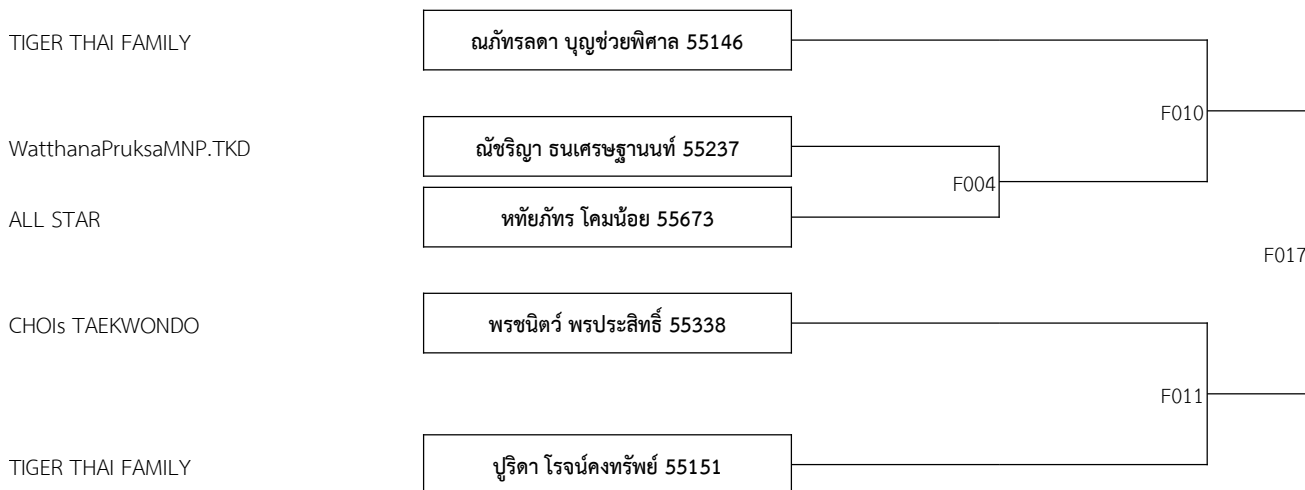 TIGER THAI FAMILY ณภัทรลดา บุญช่วยพิศาล 55146
F010
WatthanaPruksaMNP.TKD ณัชริญา ธนเศรษฐานนท์ 55237
F004
ALL STAR หทัยภัทร โคมน้อย 55673
F017
CHOIs TAEKWONDO พรชนิตว์ พรประสิทธิ์ 55338
F011
TIGER THAI FAMILY ปูริดา โรจน์คงทรัพย์ 55151